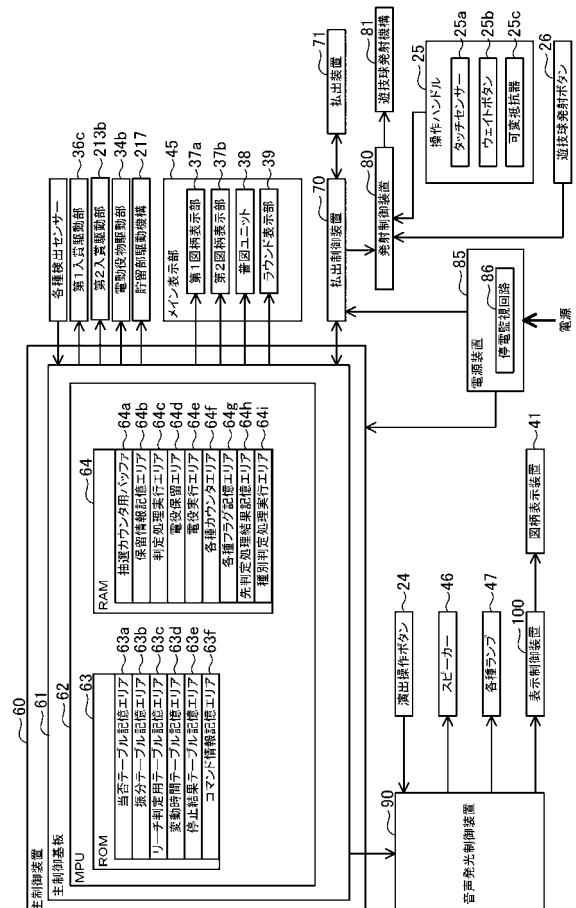 主制御装置
60
主制御基板
61
MPU
62
ROM
63
当否テーブル記憶エリア
63a
振分テーブル記憶エリア
63b
リーチ判定用テーブル記憶エリア
63c
変動時間テーブル記憶エリア
63d
停止結果テーブル記憶エリア
63e
コマンド情報記憶エリア
63f
RAM
64
抽選カウンタ用バッファ
64a
保留情報記憶エリア
64b
判定処理実行エリア
64c
電役保留エリア
64d
電役実行エリア
64e
各種カウンタエリア
64f
各種フラグ記憶エリア
64g
先判定処理結果記憶エリア
64h
種別判定処理実行エリア
64i
各種検出センサー
第1入賞駆動部
36c
第2入賞駆動部
213b
電動役物駆動部
34b
貯留部駆動機構
217
メイン表示部
45
第1図柄表示部
37a
第2図柄表示部
37b
普図ユニット
38
ラウンド表示部
39
払出制御装置
70
払出装置
71
発射制御装置
80
遊技球発射機構
81
操作ハンドル
25
タッチセンサー
25a
ウェイトボタン
25b
可変抵抗器
25c
遊技球発射ボタン
26
電源装置
85
停電監視回路
86
電源
音声発光制御装置
90
演出操作ボタン
24
スピーカー
46
各種ランプ
47
表示制御装置
100
図柄表示装置
41